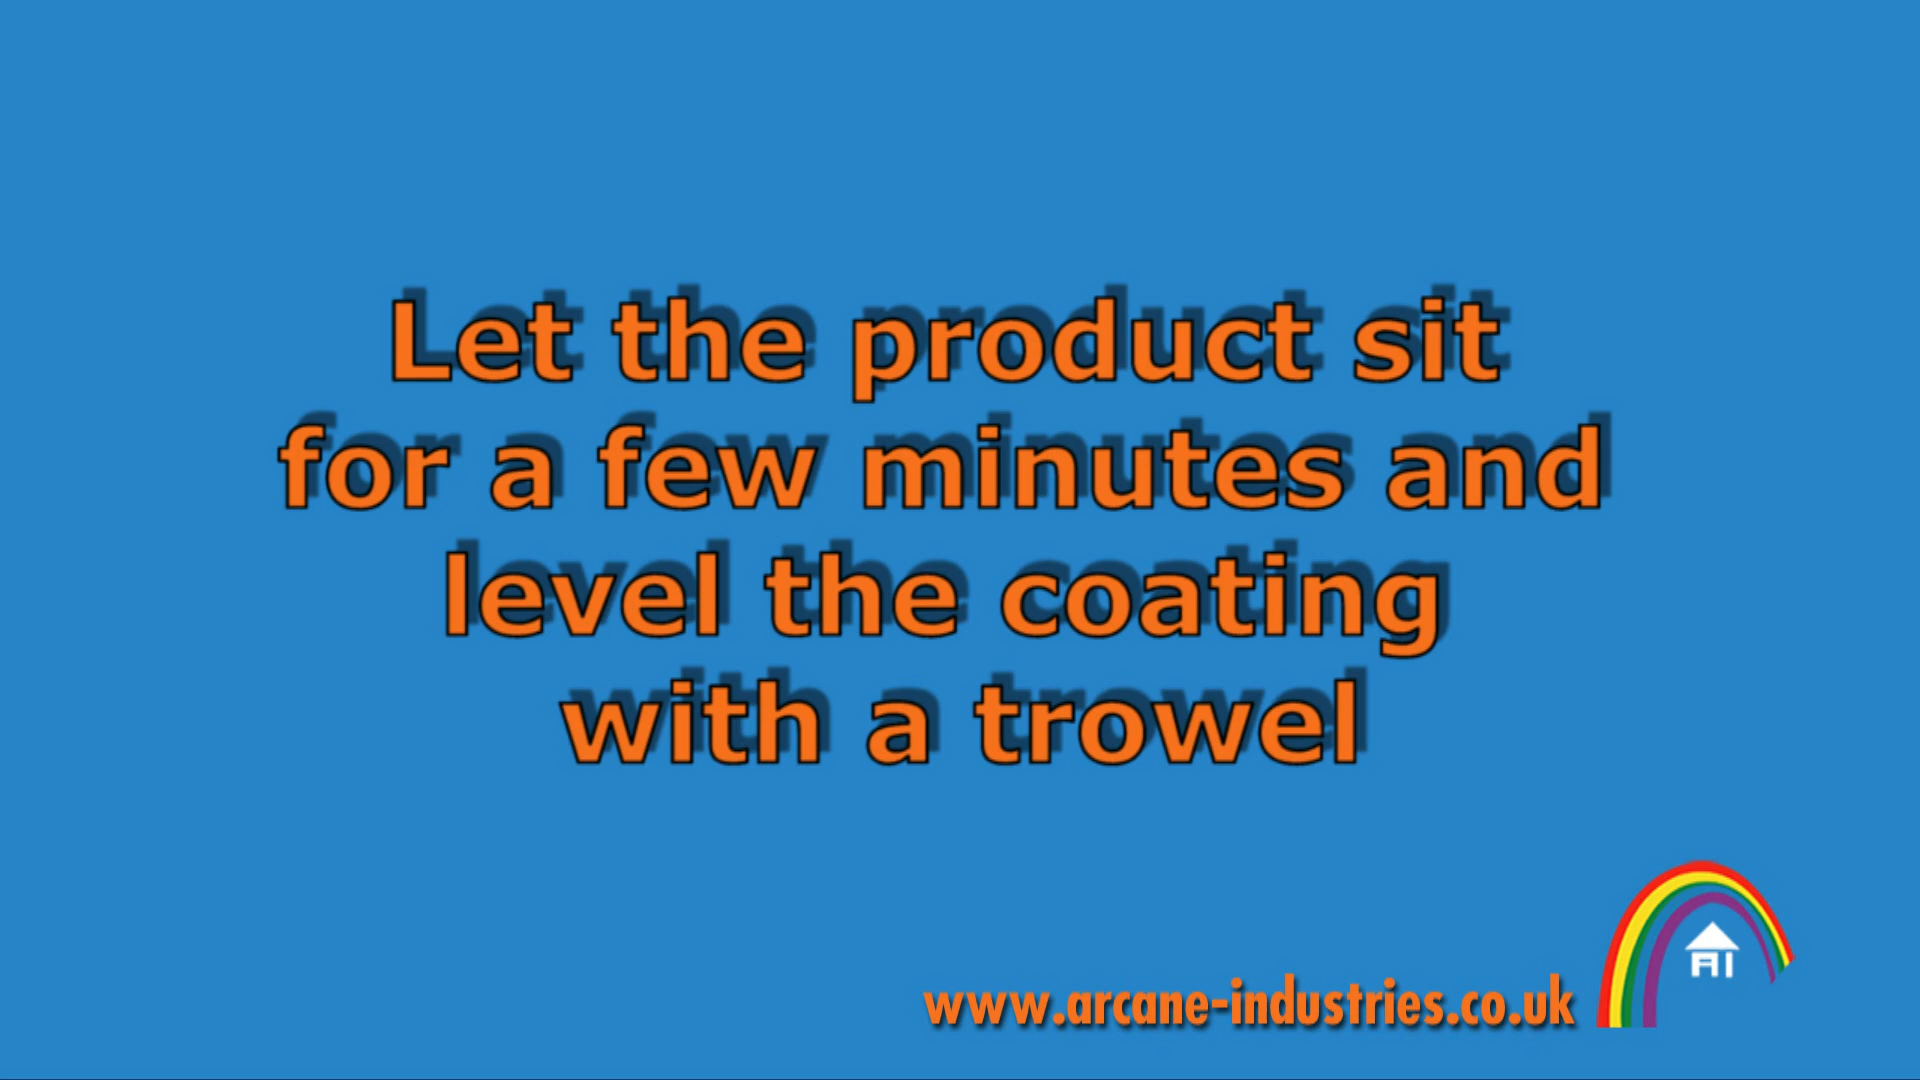 Let the product sit
for a few minutes and
level the coating
with a trowel
www.arcane-industries.co.uk
AI